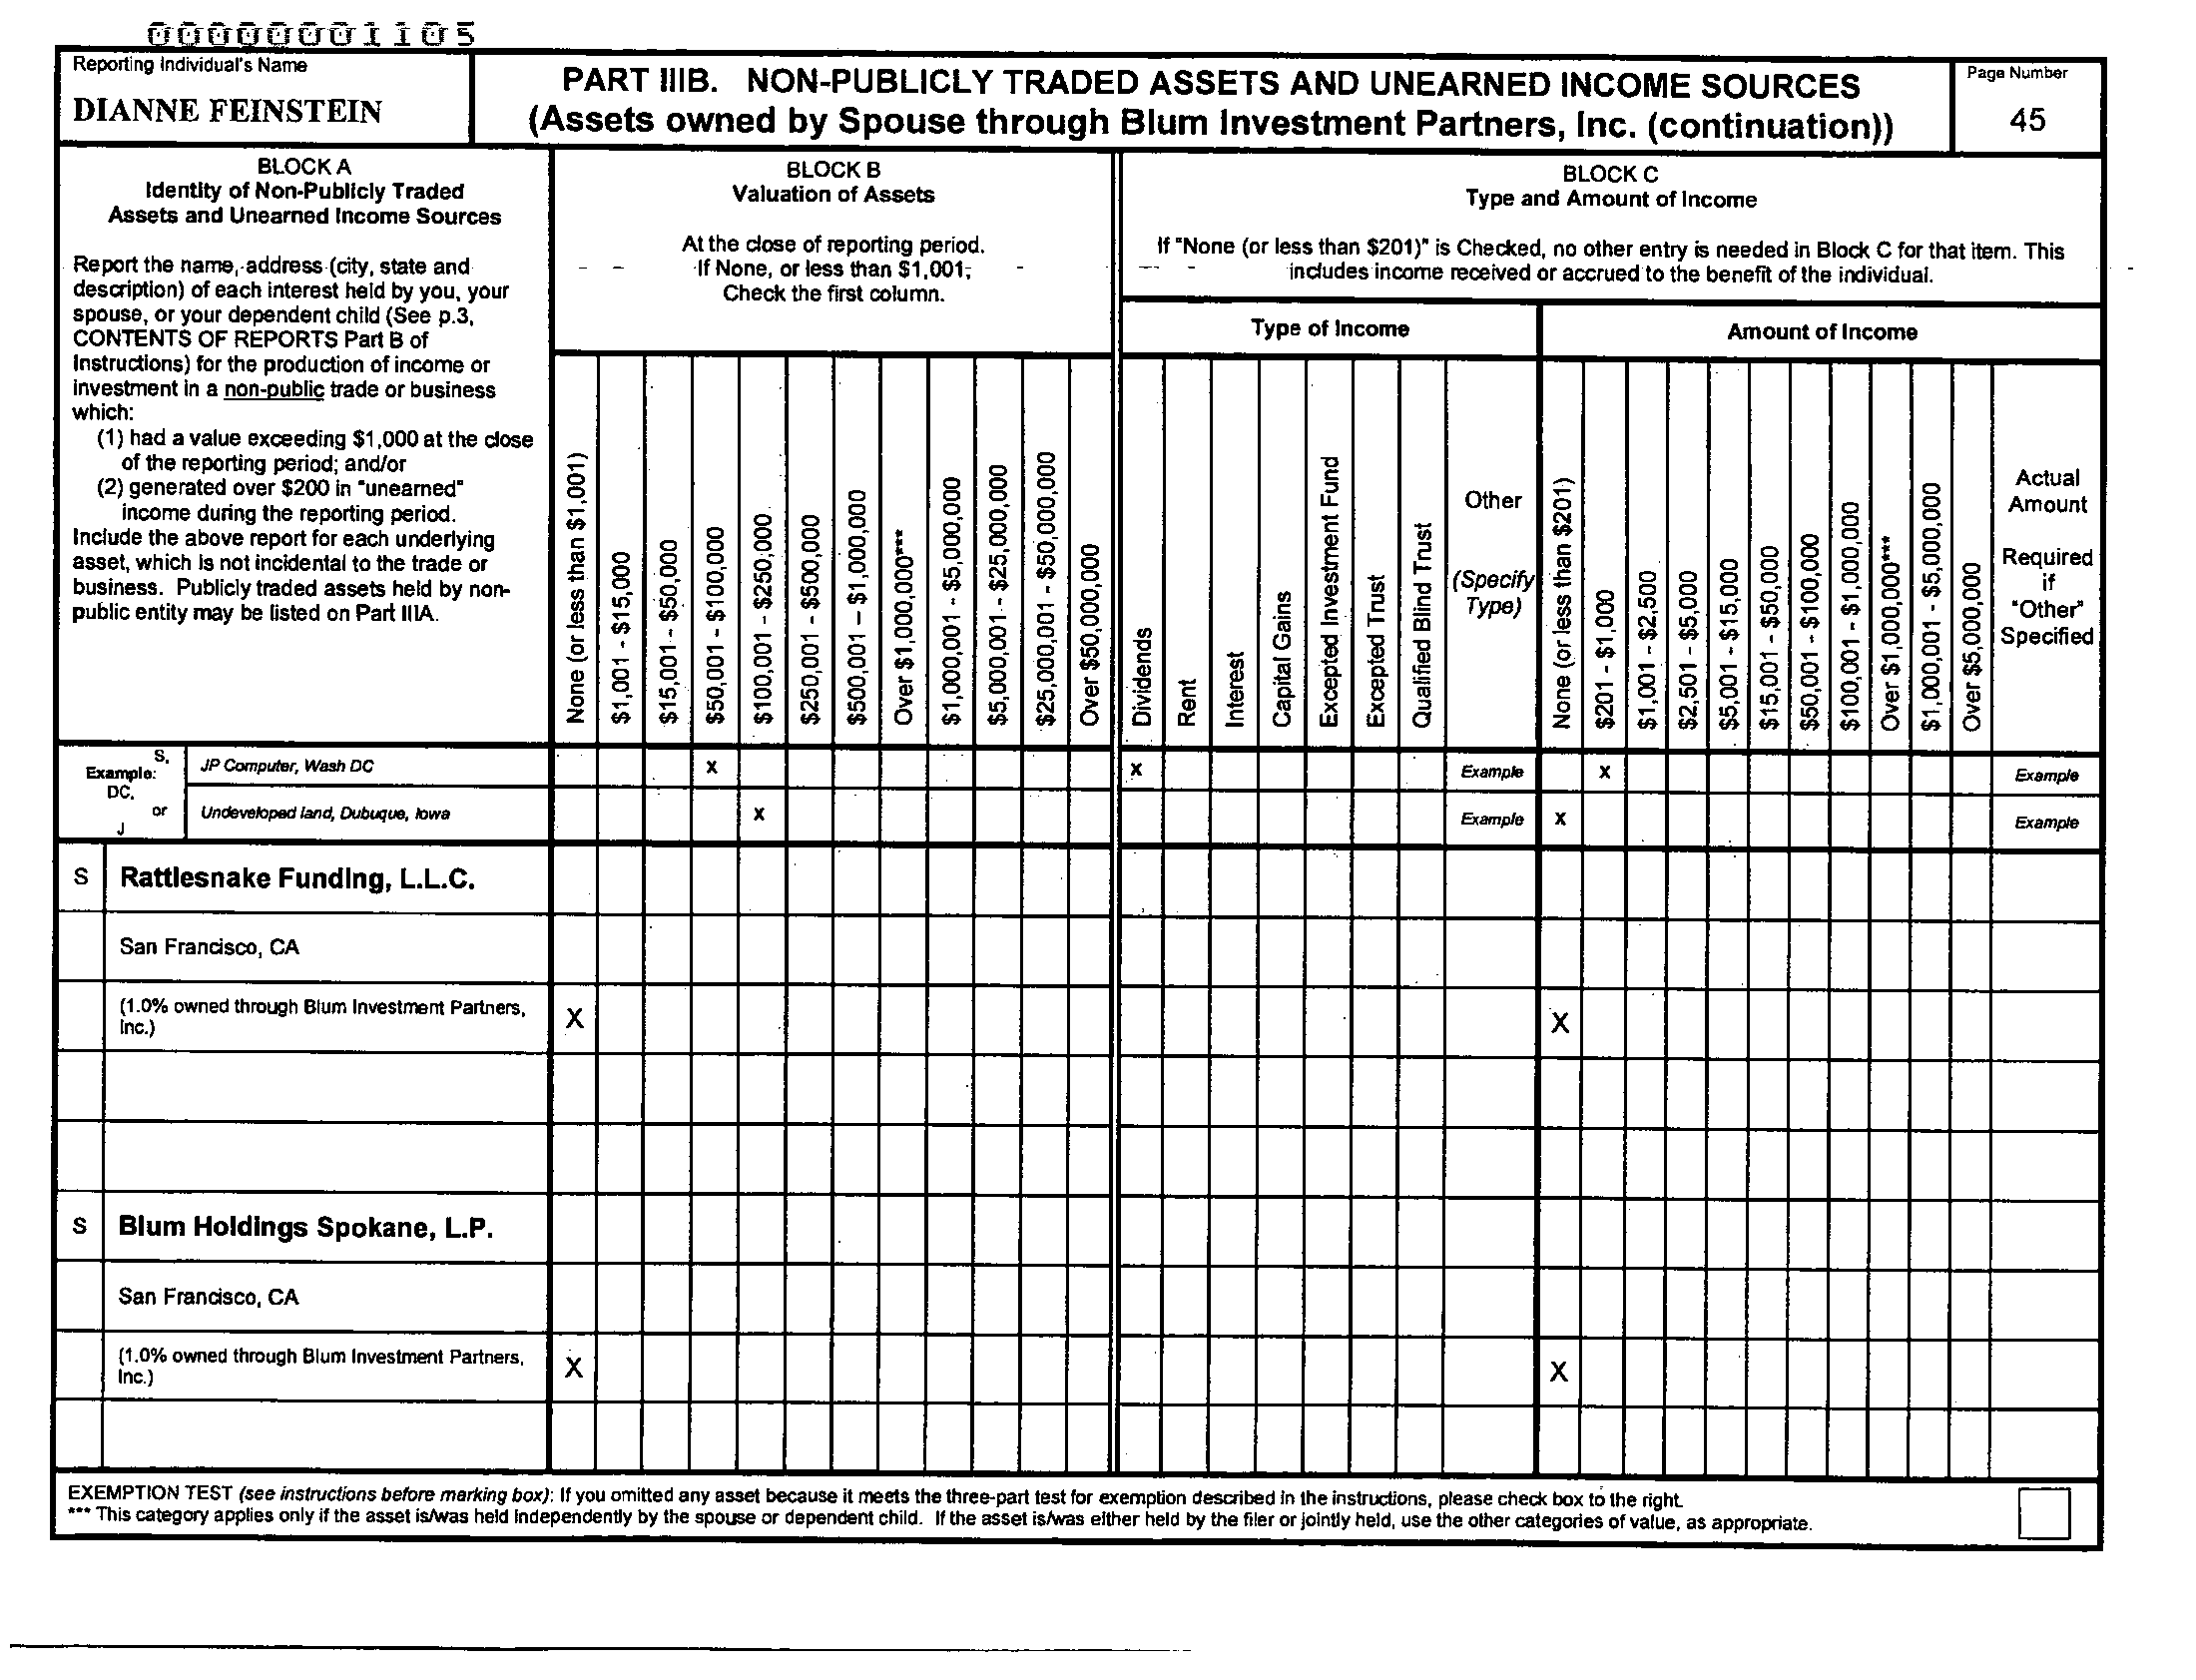 00000001105
Reporting Individual's Name
DIANNE FEINSTEIN
PART IIIB. NON-PUBLICLY TRADED ASSETS AND UNEARNED INCOME SOURCES
(Assets owned by Spouse through Blum Investment Partners, Inc. (continuation))
Page Number
45
BLOCK A
Identity of Non-Publicly Traded
Assets and Unearned Income Sources
Report the name, address (city, state and
description) of each interest held by you, your
spouse, or your dependent child (See p.3,
CONTENTS OF REPORTS Part B of
Instructions) for the production of income or
investment in a non-public trade or business
which:
(1) had a value exceeding $1,000 at the close
of the reporting period; and/or
(2) generated over $200 in "unearned"
income during the reporting period.
Include the above report for each underlying
asset, which is not incidental to the trade or
business. Publicly traded assets held by non-
public entity may be listed on Part IIIA.
BLOCK B
Valuation of Assets
At the close of reporting period.
If None, or less than $1,001,
Check the first column.
None (or less than $1,001)
$1,001 - $15,000
$15,001 - $50,000
$50,001 - $100,000
$100,001 - $250,000
$250,001 - $500,000
$500,001 – $1,000,000
Over $1,000,000***
$1,000,001 - $5,000,000
$5,000,001 - $25,000,000
$25,000,001 - $50,000,000
Over $50,000,000
BLOCK C
Type and Amount of Income
If "None (or less than $201)" is Checked, no other entry is needed in Block C for that item. This
includes income received or accrued to the benefit of the individual.
Type of Income
Dividends
Rent
Interest
Capital Gains
Excepted Investment Fund
Excepted Trust
Qualified Blind Trust
Other
(Specify
Type)
Amount of Income
None (or less than $201)
$201 - $1,000
$1,001 - $2,500
$2,501 - $5,000
$5,001 - $15,000
$15,001 - $50,000
$50,001 - $100,000
$100,001 - $1,000,000
Over $1,000,000***
$1,000,001 - $5,000,000
Over $5,000,000
Actual
Amount
Required
if
"Other"
Specified
S,
Example:
DC,
or
J
JP Computer, Wash DC X X Example X Example
Undeveloped land, Dubuque, Iowa X Example X Example
S Rattlesnake Funding, L.L.C.
San Francisco, CA
(1.0% owned through Blum Investment Partners,
Inc.) X X
S Blum Holdings Spokane, L.P.
San Francisco, CA
(1.0% owned through Blum Investment Partners,
Inc.) X X
EXEMPTION TEST (see instructions before marking box): If you omitted any asset because it meets the three-part test for exemption described in the instructions, please check box to the right.
*** This category applies only if the asset is/was held independently by the spouse or dependent child. If the asset is/was either held by the filer or jointly held, use the other categories of value, as appropriate.